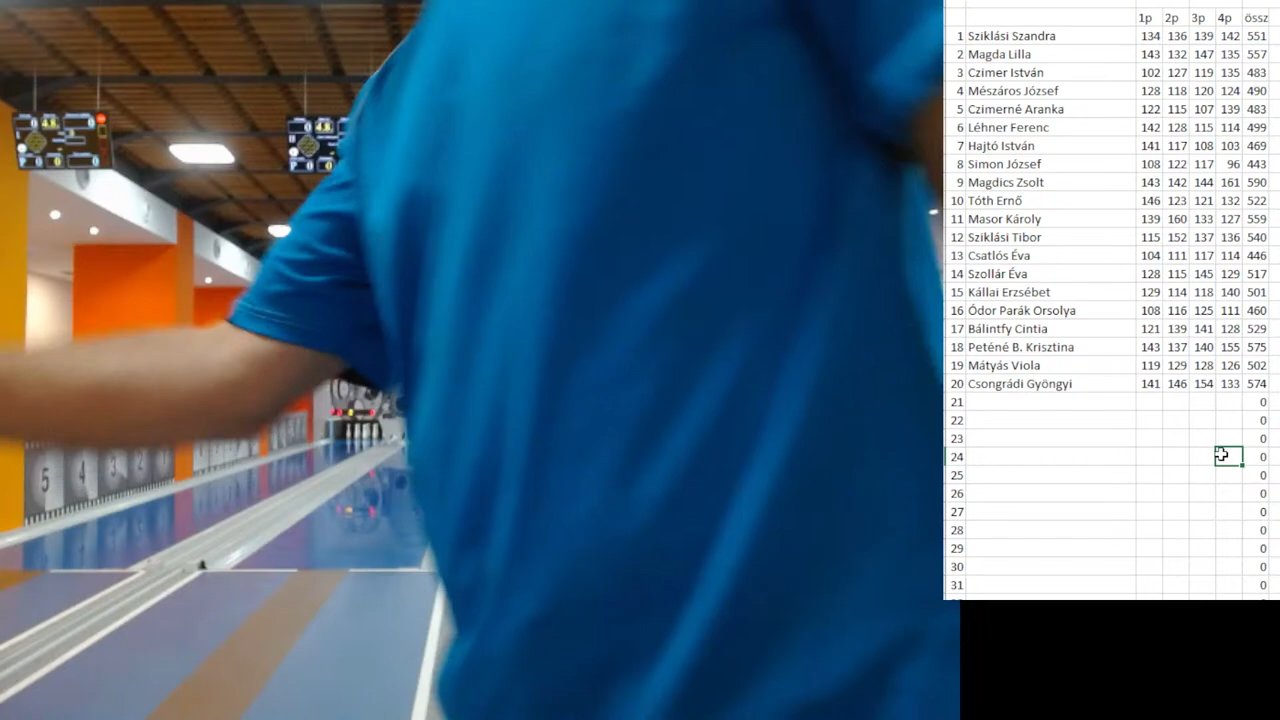 1p 2p 3p 4p össz
1 Sziklási Szandra 134 136 139 142 551
2 Magda Lilla 143 132 147 135 557
3 Czimer István 102 127 119 135 483
4 Mészáros József 128 118 120 124 490
5 Czimerné Aranka 122 115 107 139 483
6 Léhner Ferenc 142 128 115 114 499
7 Hajtó István 141 117 108 103 469
8 Simon József 108 122 117 96 443
9 Magdics Zsolt 143 142 144 161 590
10 Tóth Ernő 146 123 121 132 522
11 Masor Károly 139 160 133 127 559
12 Sziklási Tibor 115 152 137 136 540
13 Csatlós Éva 104 111 117 114 446
14 Szollár Éva 128 115 145 129 517
15 Kállai Erzsébet 129 114 118 140 501
16 Ódor Parák Orsolya 108 116 125 111 460
17 Bálintfy Cintia 121 139 141 128 529
18 Peténé B. Krisztina 143 137 140 155 575
19 Mátyás Viola 119 129 128 126 502
20 Csongrádi Gyöngyi 141 146 154 133 574
21 0
22 0
23 0
24 0
25 0
26 0
27 0
28 0
29 0
30 0
31 0
5 4 3 2 1